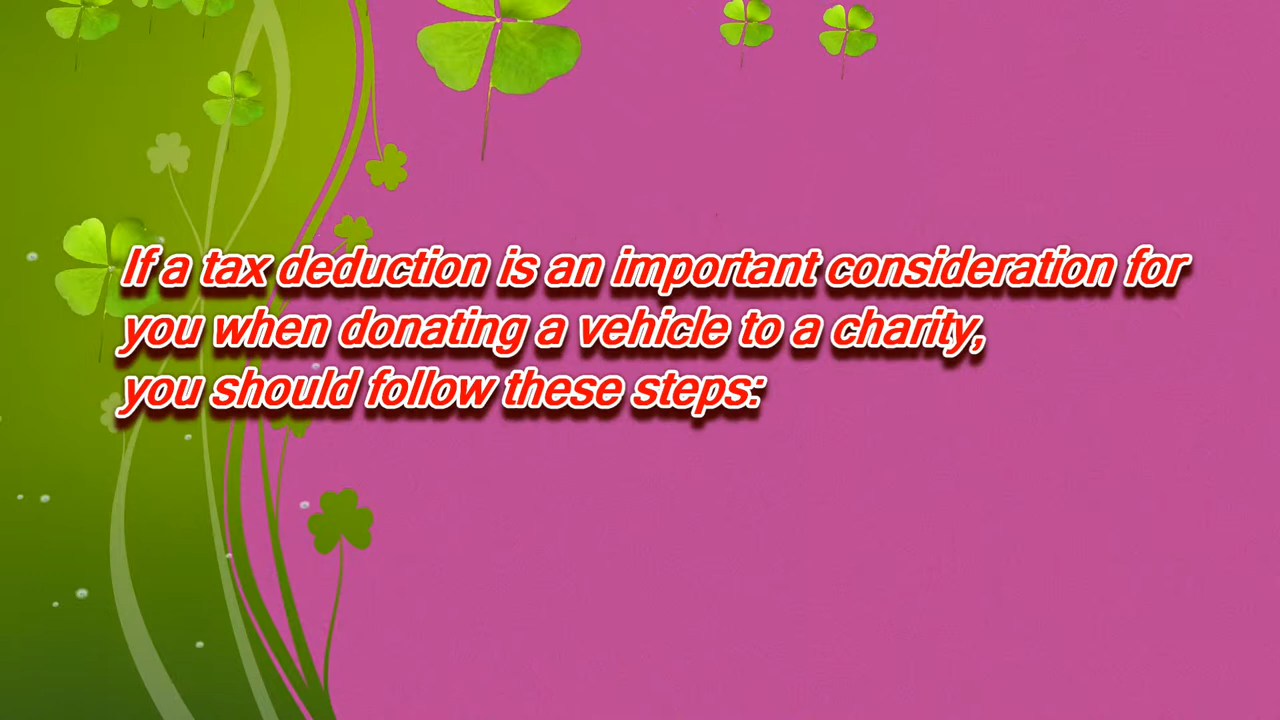 If a tax deduction is an important consideration for
you when donating a vehicle to a charity,
you should follow these steps: